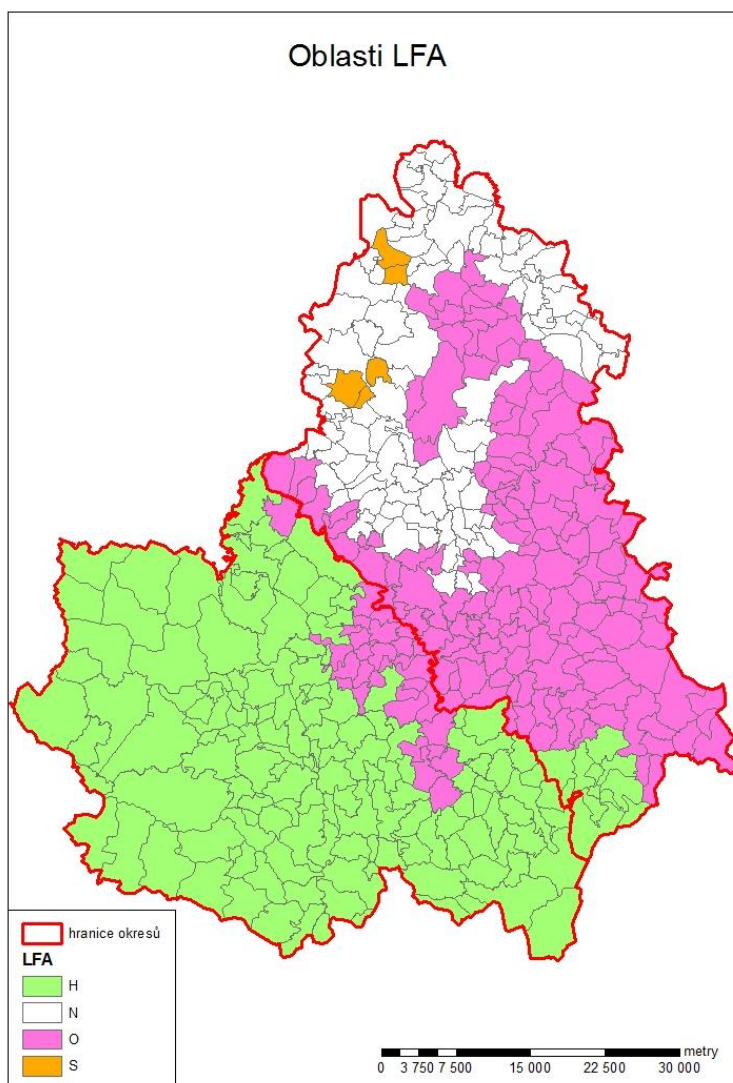 Oblasti LFA
hranice okresů
LFA
H
N
O
S
metry
0 3 750 7 500 15 000 22 500 30 000